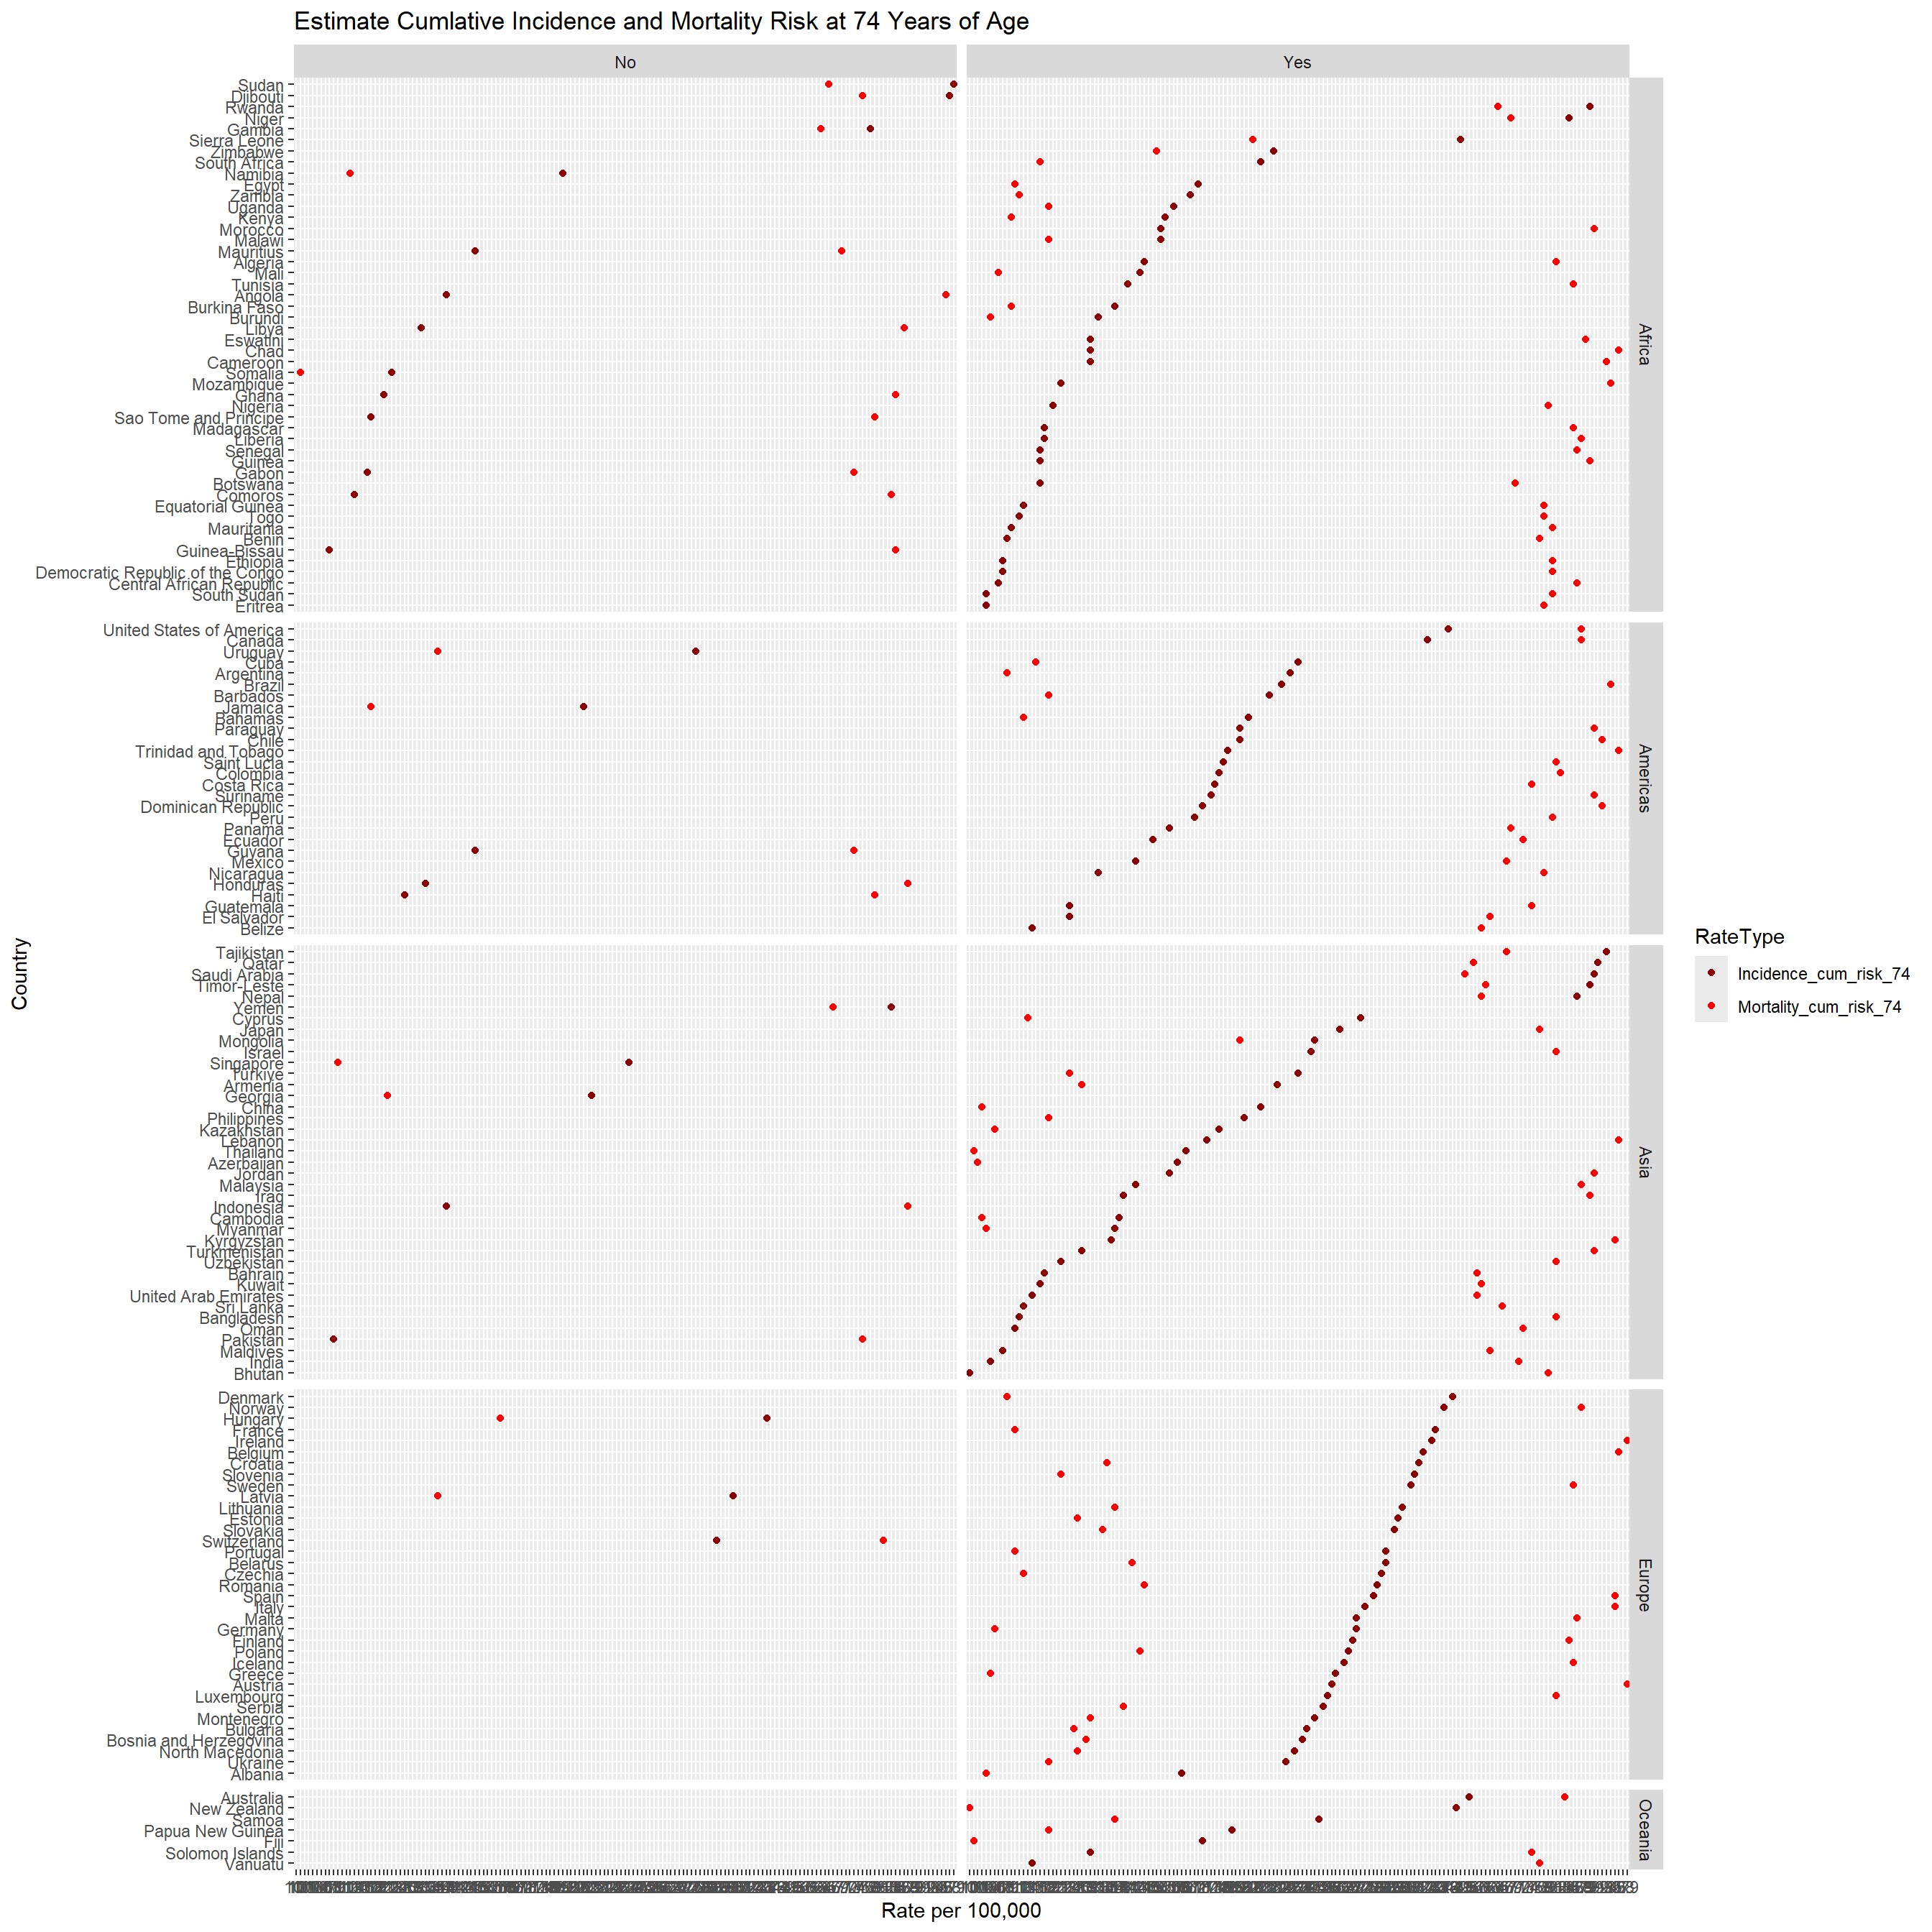 Estimate Cumlative Incidence and Mortality Risk at 74 Years of Age
No
Yes
Sudan
Djibouti
Rwanda
Niger
Gambia
Sierra Leone
Zimbabwe
South Africa
Namibia
Egypt
Zambia
Uganda
Kenya
Morocco
Malawi
Mauritius
Algeria
Mali
Tunisia
Angola
Burkina Faso
Burundi
Libya
Eswatini
Chad
Cameroon
Somalia
Mozambique
Ghana
Nigeria
Sao Tome and Principe
Madagascar
Liberia
Senegal
Guinea
Gabon
Botswana
Comoros
Equatorial Guinea
Togo
Mauritania
Benin
Guinea-Bissau
Ethiopia
Democratic Republic of the Congo
Central African Republic
South Sudan
Eritrea
Africa
United States of America
Canada
Uruguay
Cuba
Argentina
Brazil
Barbados
Jamaica
Bahamas
Paraguay
Chile
Trinidad and Tobago
Saint Lucia
Colombia
Costa Rica
Suriname
Dominican Republic
Peru
Panama
Ecuador
Guyana
Mexico
Nicaragua
Honduras
Haiti
Guatemala
El Salvador
Belize
Americas
Tajikistan
Qatar
Saudi Arabia
Timor-Leste
Nepal
Yemen
Cyprus
Japan
Mongolia
Israel
Singapore
Türkiye
Armenia
Georgia
China
Philippines
Kazakhstan
Lebanon
Thailand
Azerbaijan
Jordan
Malaysia
Iraq
Indonesia
Cambodia
Myanmar
Kyrgyzstan
Turkmenistan
Uzbekistan
Bahrain
Kuwait
United Arab Emirates
Sri Lanka
Bangladesh
Oman
Pakistan
Maldives
India
Bhutan
Asia
Denmark
Norway
Hungary
France
Ireland
Belgium
Croatia
Slovenia
Sweden
Latvia
Lithuania
Estonia
Slovakia
Switzerland
Portugal
Belarus
Czechia
Romania
Spain
Italy
Malta
Germany
Finland
Poland
Iceland
Greece
Austria
Luxembourg
Serbia
Montenegro
Bulgaria
Bosnia and Herzegovina
North Macedonia
Ukraine
Albania
Europe
Australia
New Zealand
Samoa
Papua New Guinea
Fiji
Solomon Islands
Vanuatu
Oceania
Country
Rate per 100,000
RateType
Incidence_cum_risk_74
Mortality_cum_risk_74